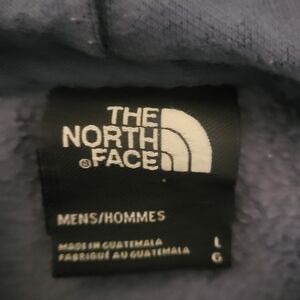 THE
NORTH
® FACE
MENS/HOMMES
MADE IN GUATEMALA L
FABRIQUÉ AU GUATEMALA G